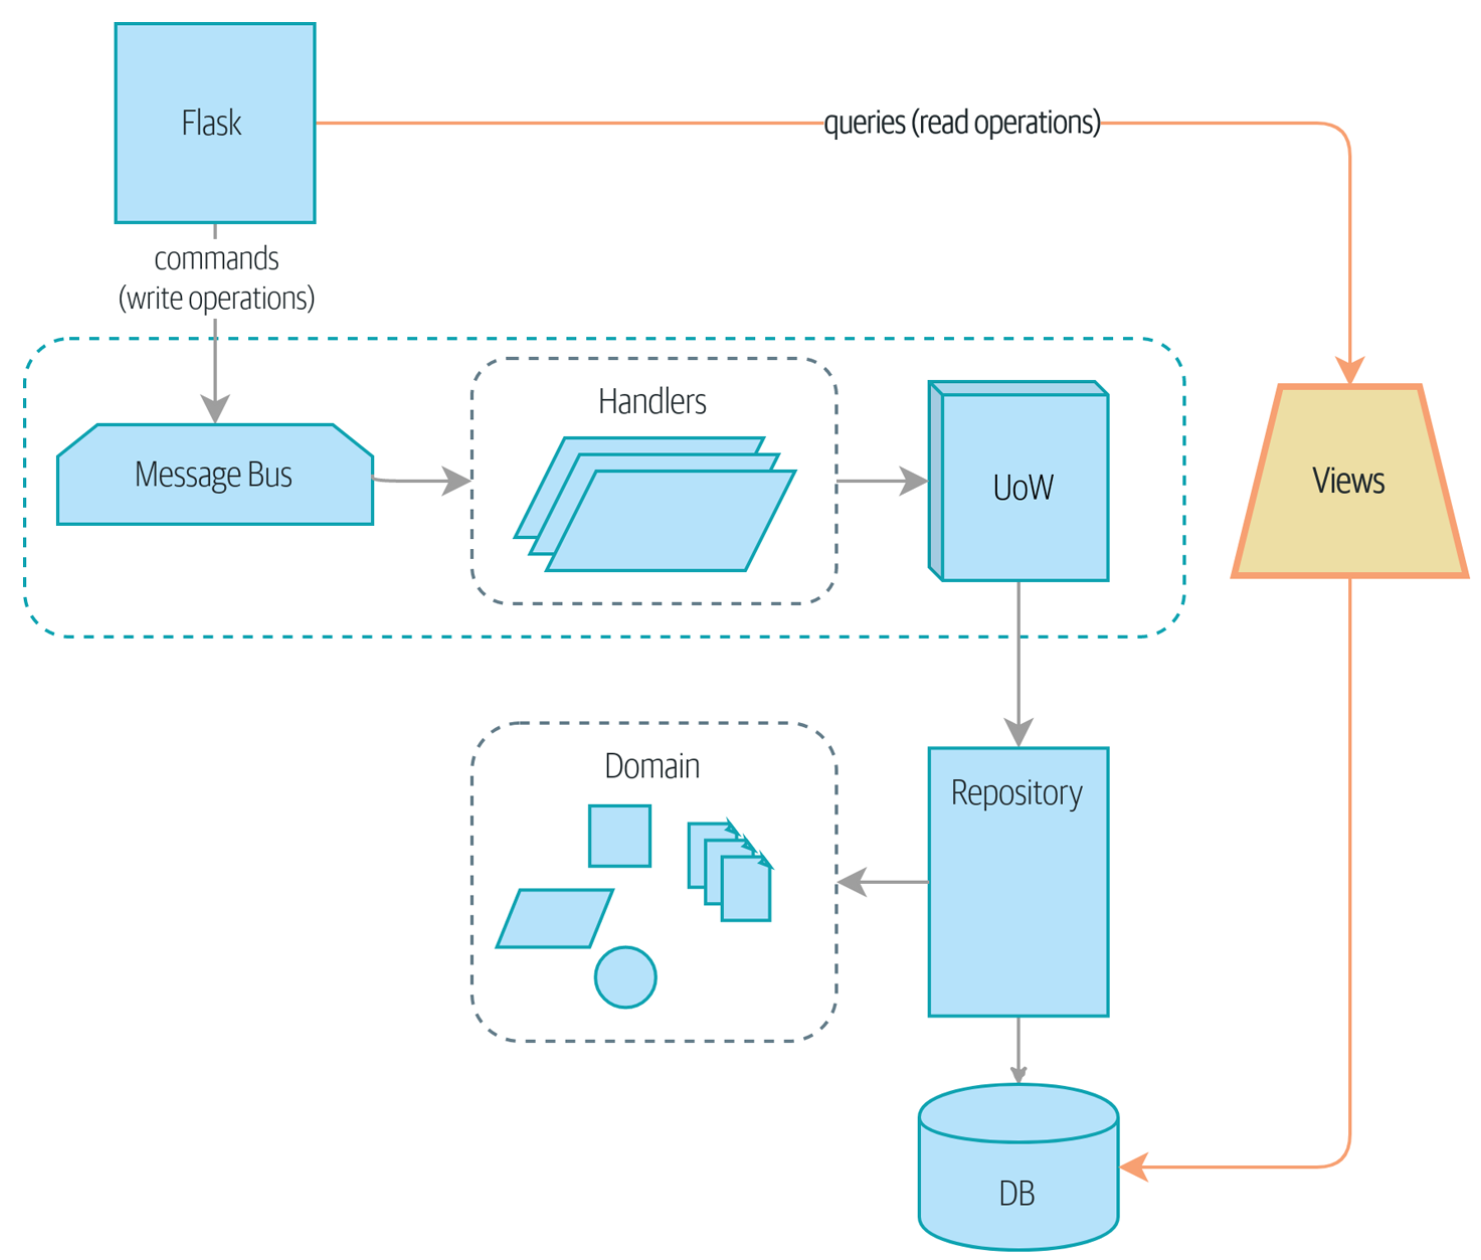 Flask
queries (read operations)
commands
(write operations)
Handlers
Message Bus
UoW
Views
Domain
Repository
DB